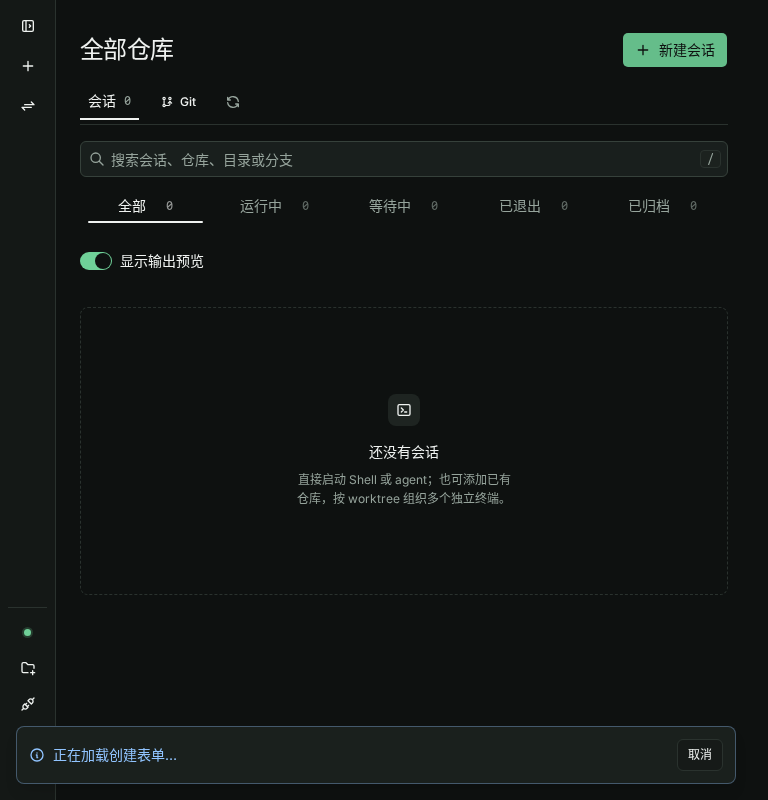 全部仓库
新建会话
会话 0
Git
搜索会话、仓库、目录或分支
/
全部 0
运行中 0
等待中 0
已退出 0
已归档 0
显示输出预览
还没有会话
直接启动 Shell 或 agent；也可添加已有
仓库，按 worktree 组织多个独立终端。
正在加载创建表单...
取消